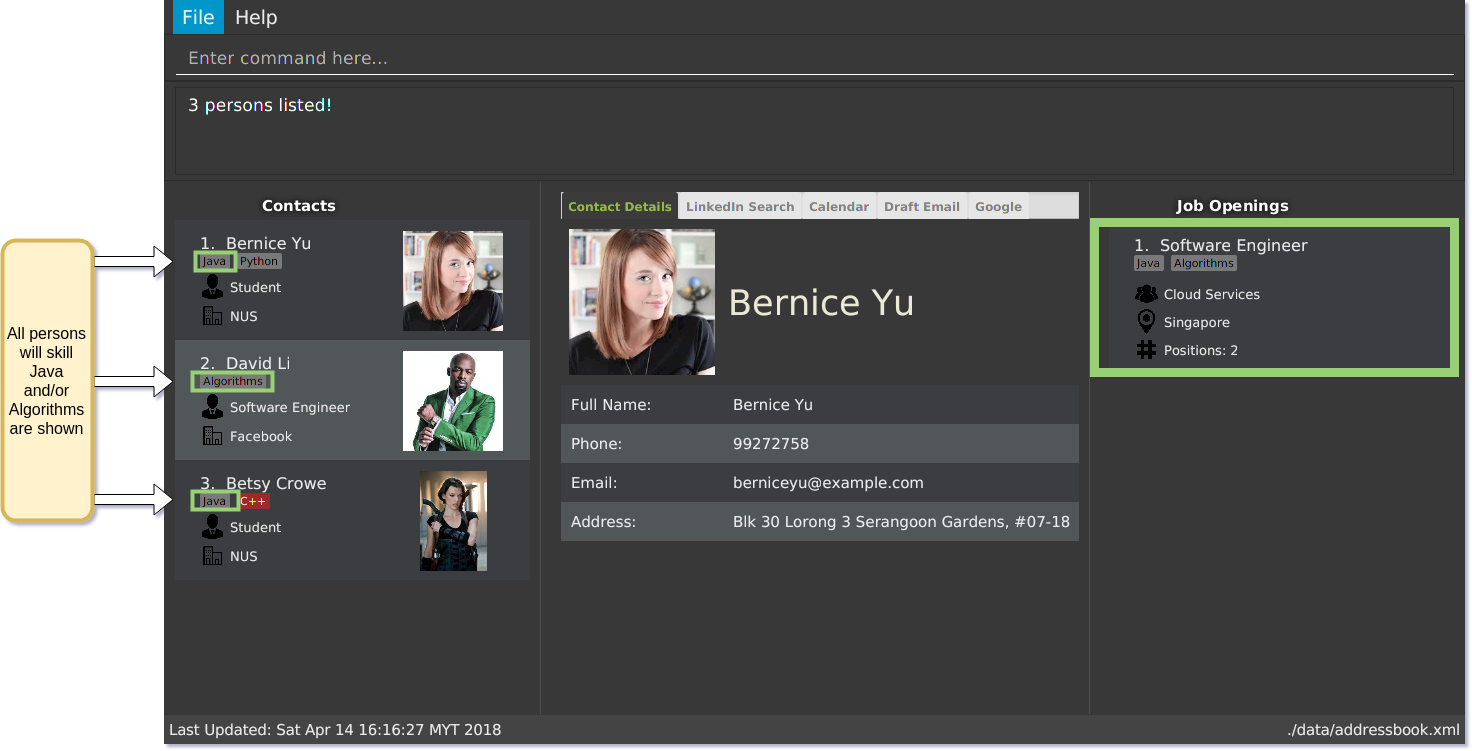 File Help
Enter command here...
3 persons listed!
All persons
will skill
Java
and/or
Algorithms
are shown
Contacts
1. Bernice Yu
Java Python
Student
NUS
2. David Li
Algorithms
Software Engineer
Facebook
3. Betsy Crowe
Java C++
Student
NUS
Contact Details LinkedIn Search Calendar Draft Email Google
Bernice Yu
Full Name: Bernice Yu
Phone: 99272758
Email: berniceyu@example.com
Address: Blk 30 Lorong 3 Serangoon Gardens, #07-18
Job Openings
1. Software Engineer
Java Algorithms
Cloud Services
Singapore
Positions: 2
Last Updated: Sat Apr 14 16:16:27 MYT 2018 ./data/addressbook.xml